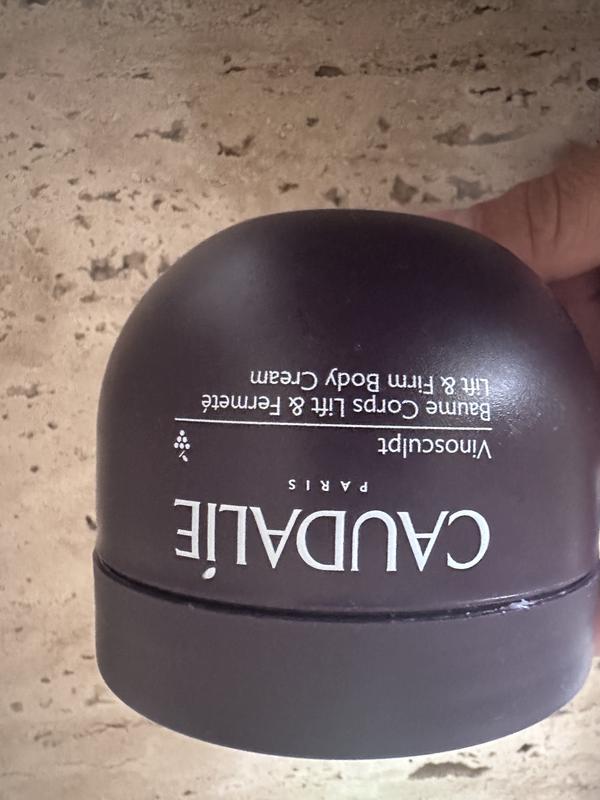 CAUDALÍE
PARIS
Vinosculpt
Baume Corps Lift & Fermeté
Lift & Firm Body Cream